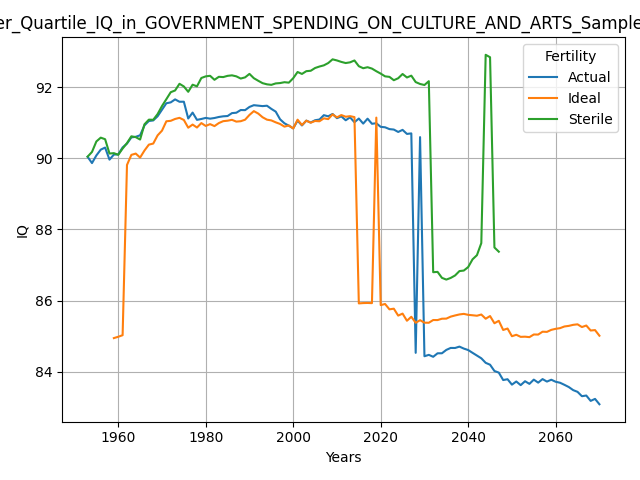 er_Quartile_IQ_in_GOVERNMENT_SPENDING_ON_CULTURE_AND_ARTS_Sample
Fertility
Actual
Ideal
Sterile
IQ
92
90
88
86
84
1960
1980
2000
2020
2040
2060
Years